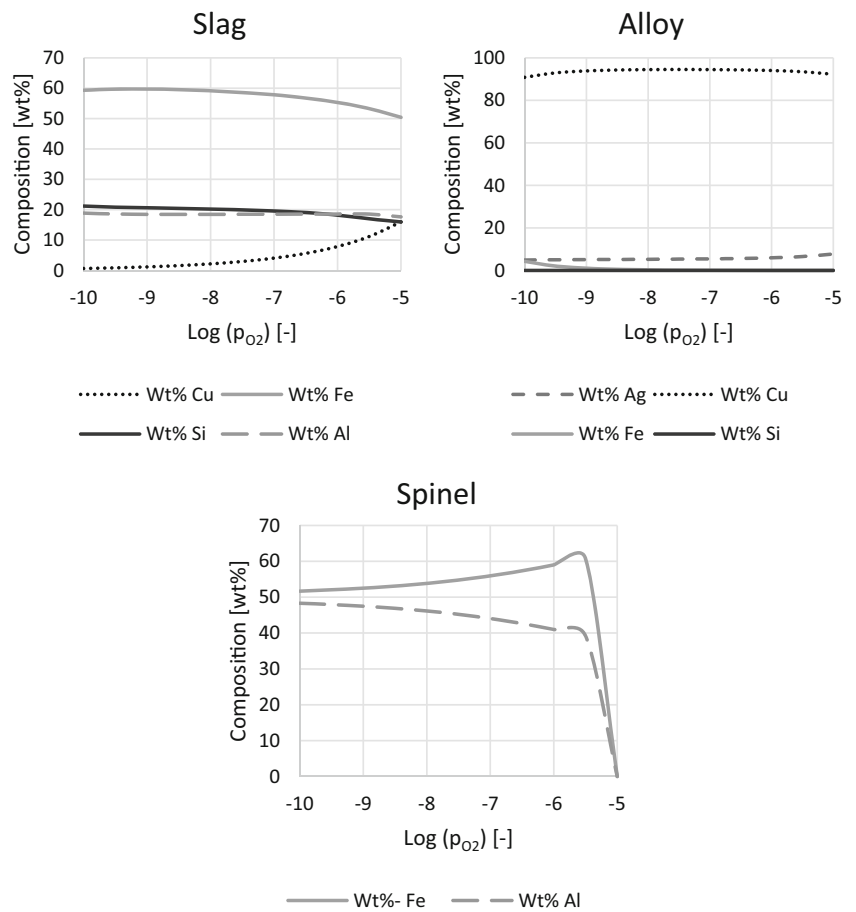 Slag
Composition [wt%]
70
60
50
40
30
20
10
0
-10 -9 -8 -7 -6 -5
Log (pO2) [-]
Wt% Cu Wt% Fe
Wt% Si Wt% Al
Alloy
Composition [wt%]
100
80
60
40
20
0
-10 -9 -8 -7 -6 -5
Log (pO2) [-]
Wt% Ag Wt% Cu
Wt% Fe Wt% Si
Spinel
Composition [wt%]
70
60
50
40
30
20
10
0
-10 -9 -8 -7 -6 -5
Log (pO2) [-]
Wt%- Fe Wt% Al